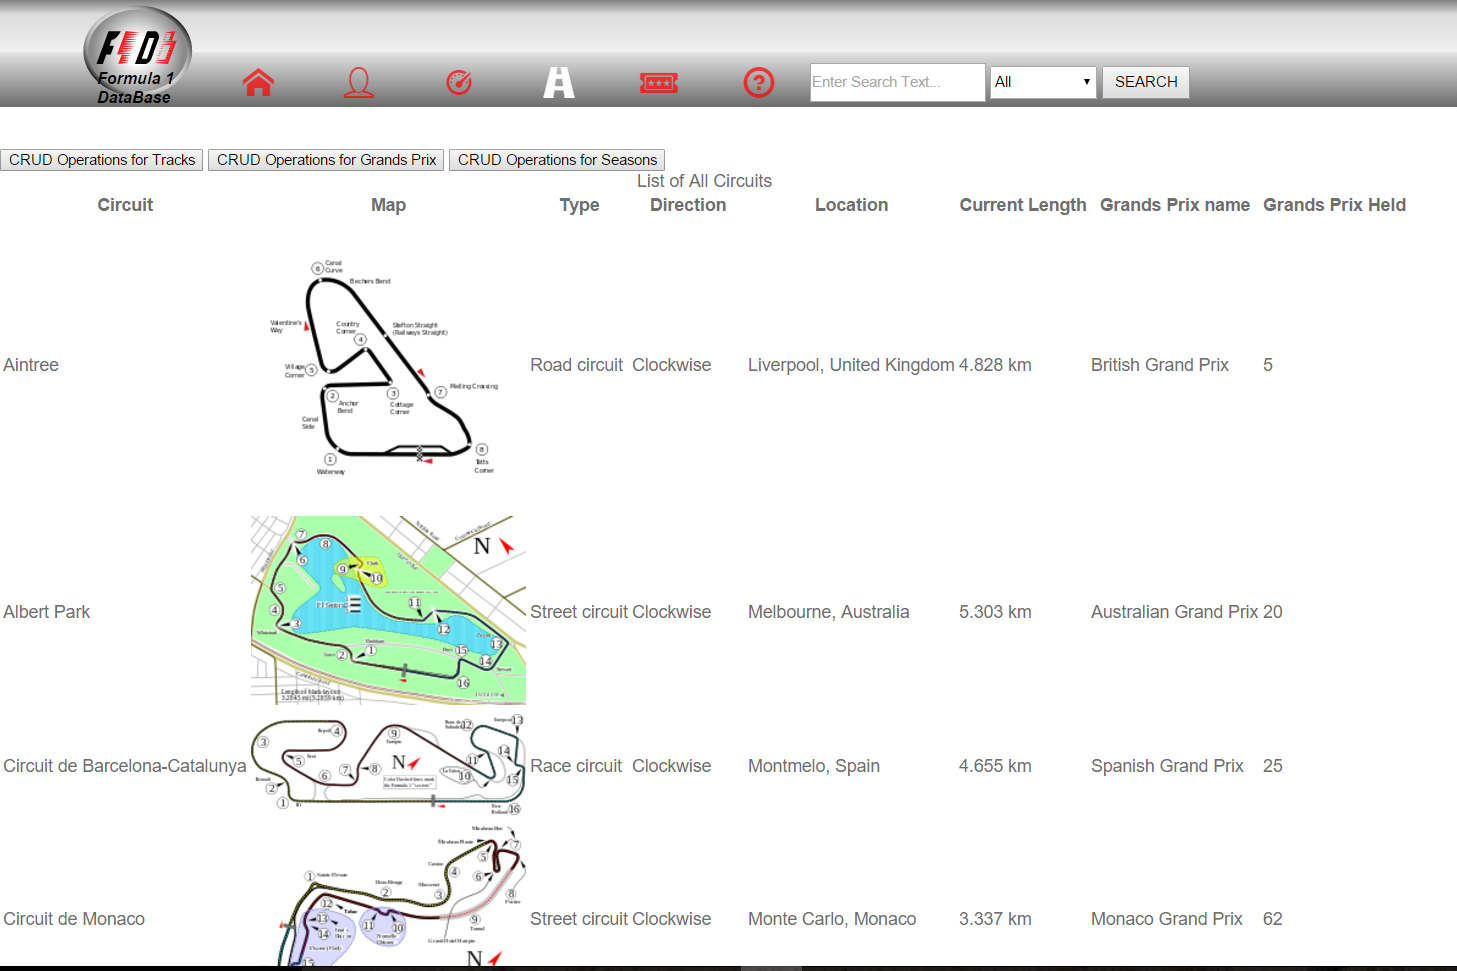 F1DB
Formula 1
DataBase
Enter Search Text...
All
SEARCH
CRUD Operations for Tracks
CRUD Operations for Grands Prix
CRUD Operations for Seasons
List of All Circuits
Circuit Map Type Direction Location Current Length Grands Prix name Grands Prix Held
6 Canal
Curve
Bechers Bend
Valentine's
Way
Country
Corner
4
Village
Corner 5
Melling Crossing
7
2
Anchor
Bend
3
Cottage
Corner
Canal
Side
8
Tatts
Corner
1
Waterway
Aintree Road circuit Clockwise Liverpool, United Kingdom 4.828 km British Grand Prix 5
N
7
8
6
9
10
5
4
11
3
12
13
1
2
15
14
16
Albert Park Street circuit Clockwise Melbourne, Australia 5.303 km Australian Grand Prix 20
13
12
4
9
3
14
5
N
11
7
8
6
10
15
2
1
16
Circuit de Barcelona-Catalunya Race circuit Clockwise Montmelo, Spain 4.655 km Spanish Grand Prix 25
7
5
4
6
1
2
3
8
12
13
9
11
10
14
N
15
Circuit de Monaco Street circuit Clockwise Monte Carlo, Monaco 3.337 km Monaco Grand Prix 62